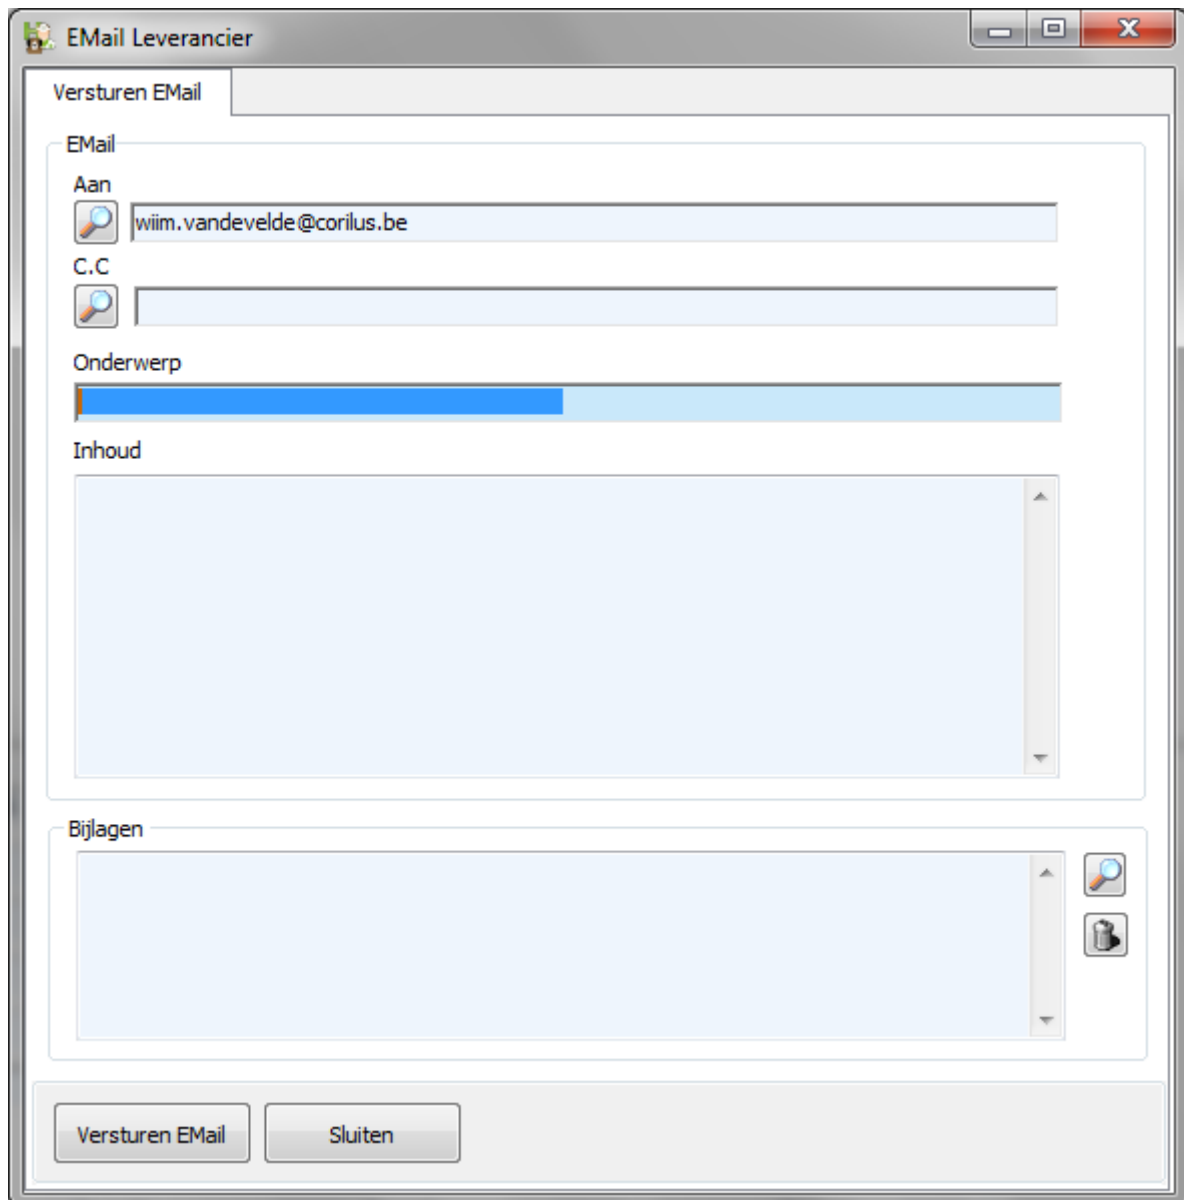 EMail Leverancier
Versturen EMail
EMail
Aan
wiim.vandevelde@corilus.be
C.C
Onderwerp
Inhoud
Bijlagen
Versturen EMail
Sluiten